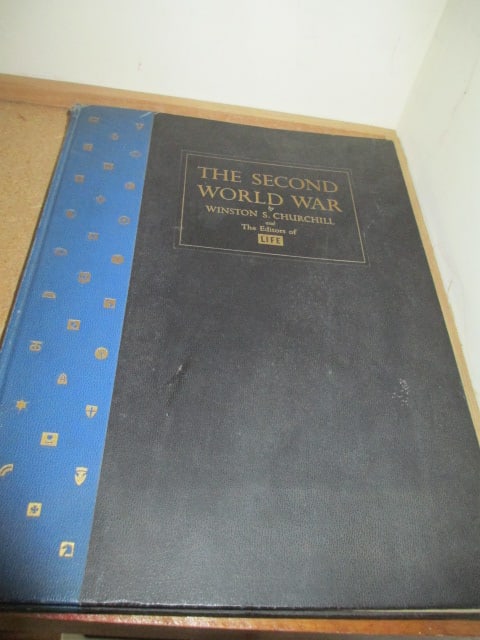 THE SECOND
WORLD WAR
by
WINSTON S. CHURCHILL
and
The Editors of
LIFE